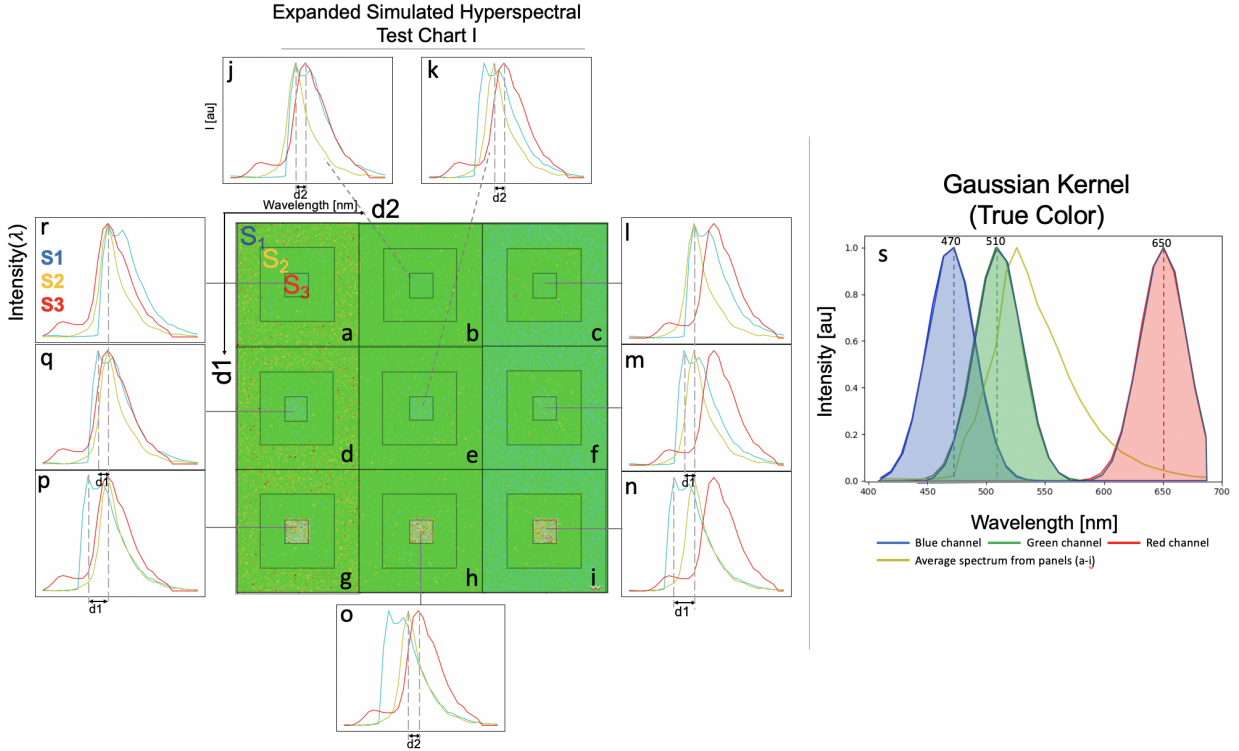 Expanded Simulated Hyperspectral
Test Chart I
j
I [au]
d2
k
d2
Wavelength [nm]
d2
Intensity(λ)
r
S1
S2
S3
q
d1
p
d1
d1
S1
S2
S3
a
b
c
d
e
f
g
h
i
l
m
d1
n
d1
o
d2
Gaussian Kernel
(True Color)
s
470
510
650
1.0
0.8
0.6
0.4
0.2
0.0
Intensity [au]
400
450
500
550
600
650
700
Wavelength [nm]
Blue channel
Green channel
Red channel
Average spectrum from panels (a-i)